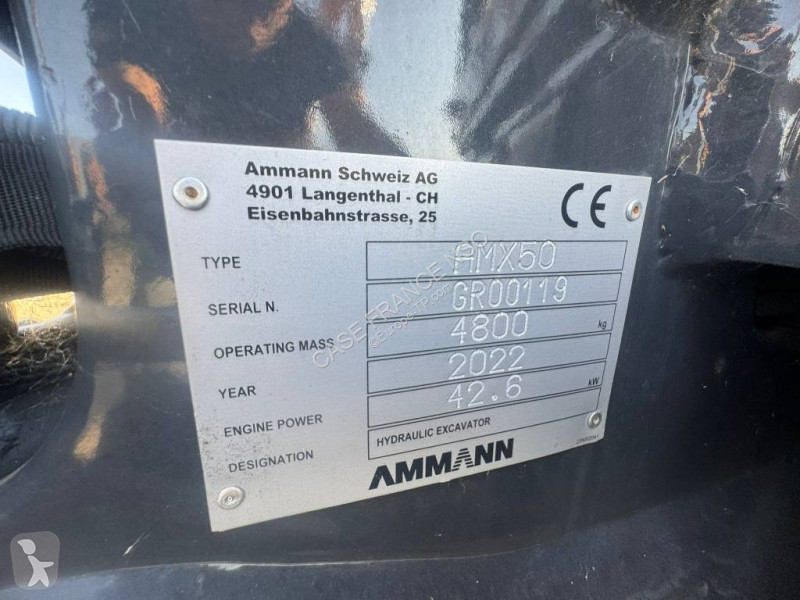 Ammann Schweiz AG
4901 Langenthal - CH
Eisenbahnstrasse, 25
CE
TYPE AMX50
SERIAL N. GR00119
OPERATING MASS 4800 kg
YEAR 2022
ENGINE POWER 42.6 kW
DESIGNATION HYDRAULIC EXCAVATOR
AMMANN